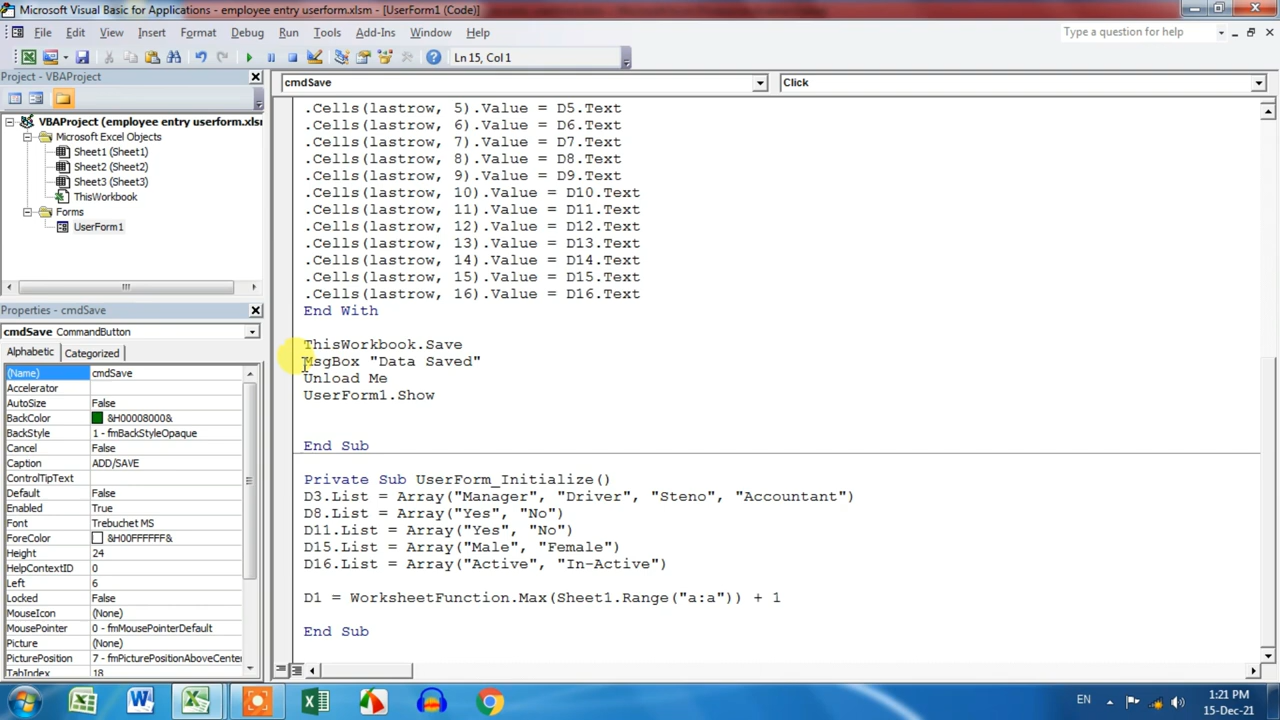 Microsoft Visual Basic for Applications - employee entry userform.xlsm - [UserForm1 (Code)]
File Edit View Insert Format Debug Run Tools Add-Ins Window Help
Type a question for help
Ln 15, Col 1
Project - VBAProject
cmdSave
Click
VBAProject (employee entry userform.xlsm
Microsoft Excel Objects
Sheet1 (Sheet1)
Sheet2 (Sheet2)
Sheet3 (Sheet3)
ThisWorkbook
Forms
UserForm1
Properties - cmdSave
cmdSave CommandButton
Alphabetic Categorized
(Name) cmdSave
Accelerator
AutoSize False
BackColor &H00008000&
BackStyle 1 - fmBackStyleOpaque
Cancel False
Caption ADD/SAVE
ControlTipText
Default False
Enabled True
Font Trebuchet MS
ForeColor &H00FFFFFF&
Height 24
HelpContextID 0
Left 6
Locked False
MouseIcon (None)
MousePointer 0 - fmMousePointerDefault
Picture (None)
PicturePosition 7 - fmPicturePositionAboveCenter
TabIndex 18
.Cells(lastrow, 5).Value = D5.Text
.Cells(lastrow, 6).Value = D6.Text
.Cells(lastrow, 7).Value = D7.Text
.Cells(lastrow, 8).Value = D8.Text
.Cells(lastrow, 9).Value = D9.Text
.Cells(lastrow, 10).Value = D10.Text
.Cells(lastrow, 11).Value = D11.Text
.Cells(lastrow, 12).Value = D12.Text
.Cells(lastrow, 13).Value = D13.Text
.Cells(lastrow, 14).Value = D14.Text
.Cells(lastrow, 15).Value = D15.Text
.Cells(lastrow, 16).Value = D16.Text
End With
ThisWorkbook.Save
MsgBox "Data Saved"
Unload Me
UserForm1.Show
End Sub
Private Sub UserForm_Initialize()
D3.List = Array("Manager", "Driver", "Steno", "Accountant")
D8.List = Array("Yes", "No")
D11.List = Array("Yes", "No")
D15.List = Array("Male", "Female")
D16.List = Array("Active", "In-Active")
D1 = WorksheetFunction.Max(Sheet1.Range("a:a")) + 1
End Sub
EN
1:21 PM
15-Dec-21